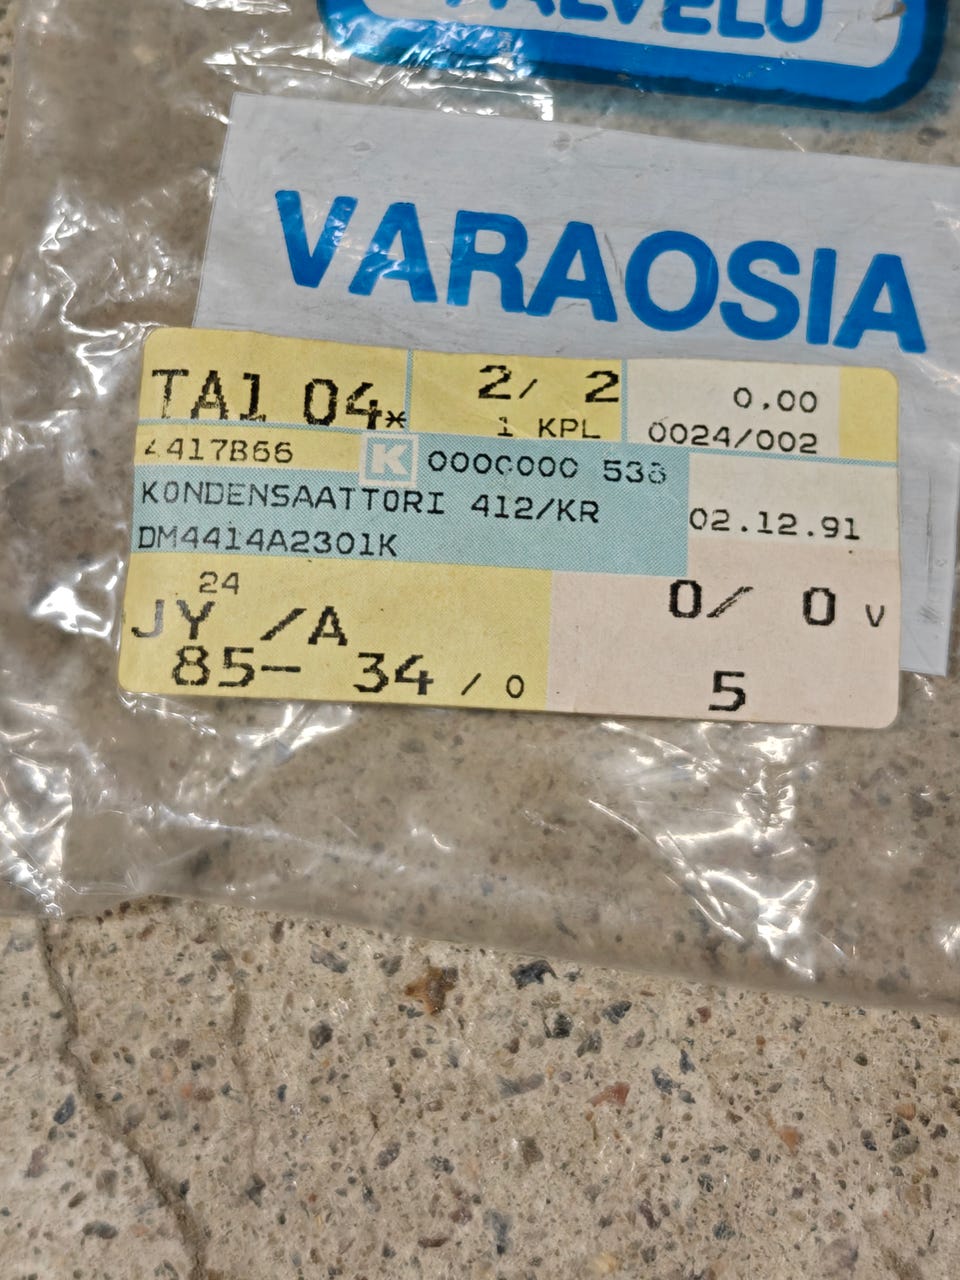 PALVELU
VARAOSIA
TA1 04* 2/ 2 0.00
1 KPL 0024/002
4417B66 K 0000000 538
KONDENSAATTORI 412/KR
02.12.91
DM4414A2301K
24
JY /A 0/ 0 V
85- 34 / 0 5